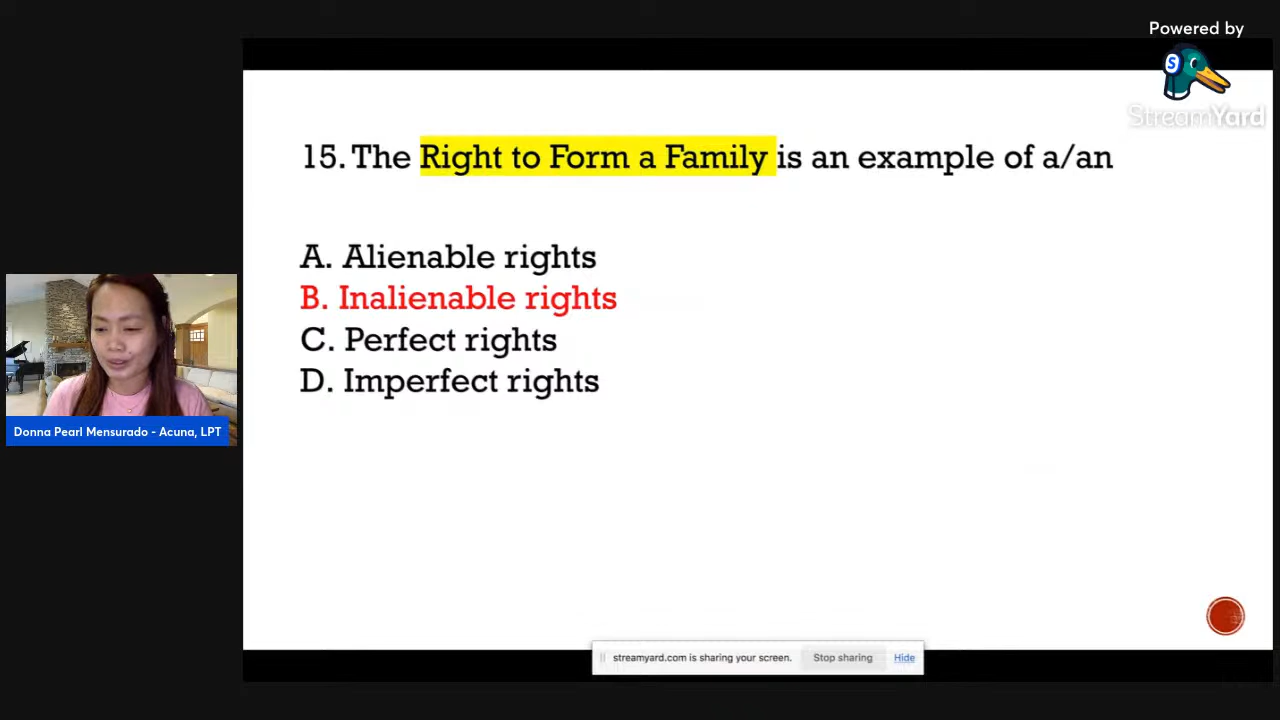 Powered by
StreamYard
15. The Right to Form a Family is an example of a/an
A. Alienable rights
B. Inalienable rights
C. Perfect rights
D. Imperfect rights
Donna Pearl Mensurado - Acuna, LPT
streamyard.com is sharing your screen. Stop sharing Hide